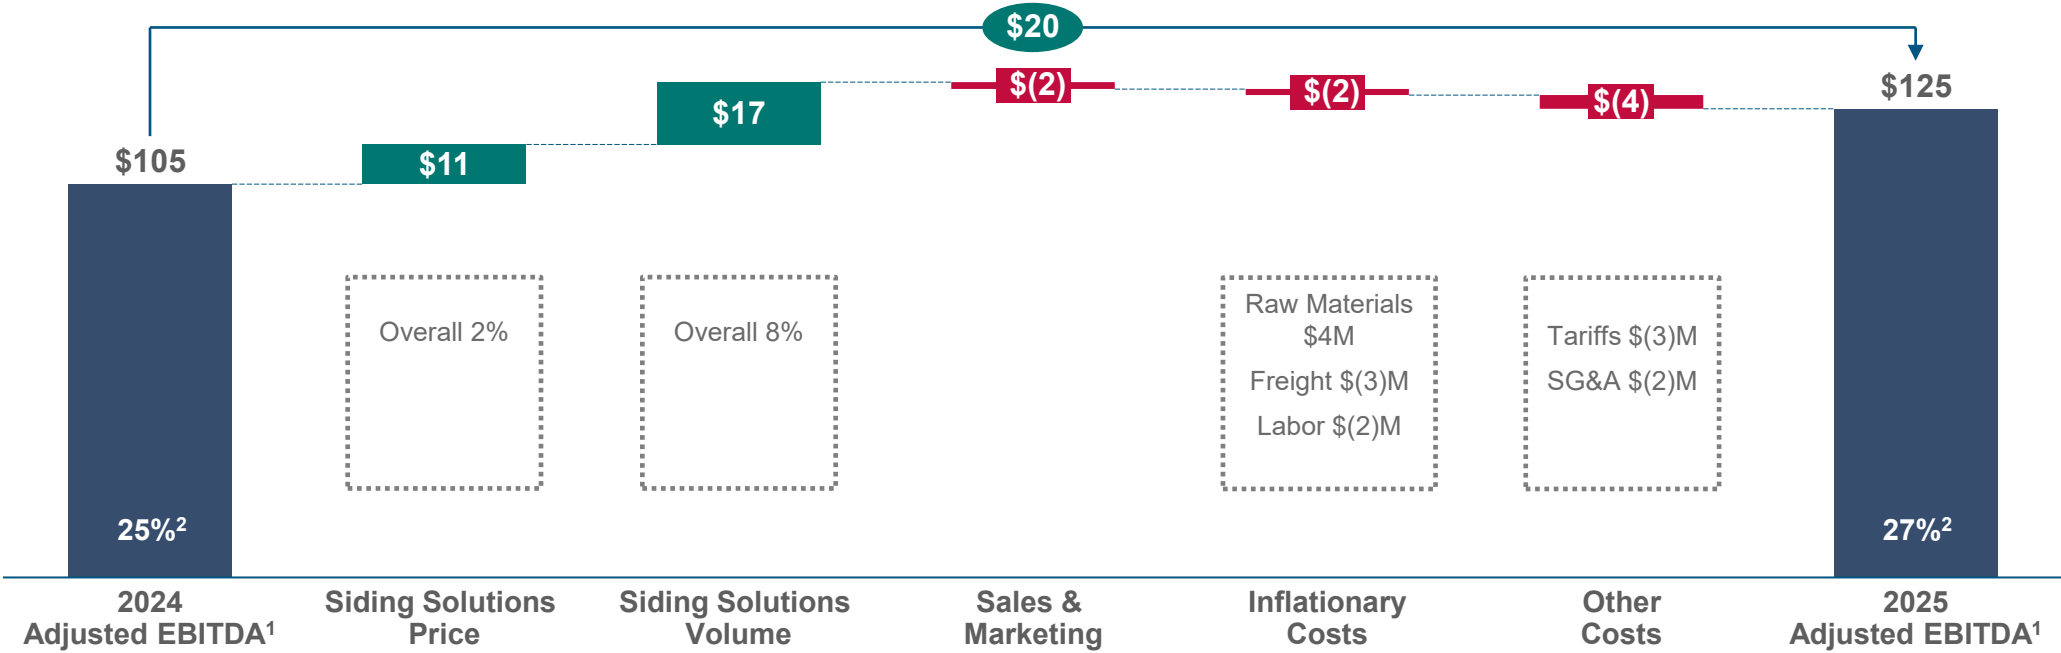 $20
$105
$11
$17
$(2)
$(2)
$(4)
$125
Overall 2%
Overall 8%
Raw Materials
$4M
Freight $(3)M
Labor $(2)M
Tariffs $(3)M
SG&A $(2)M
25%²
27%²
2024
Adjusted EBITDA¹
Siding Solutions
Price
Siding Solutions
Volume
Sales &
Marketing
Inflationary
Costs
Other
Costs
2025
Adjusted EBITDA¹